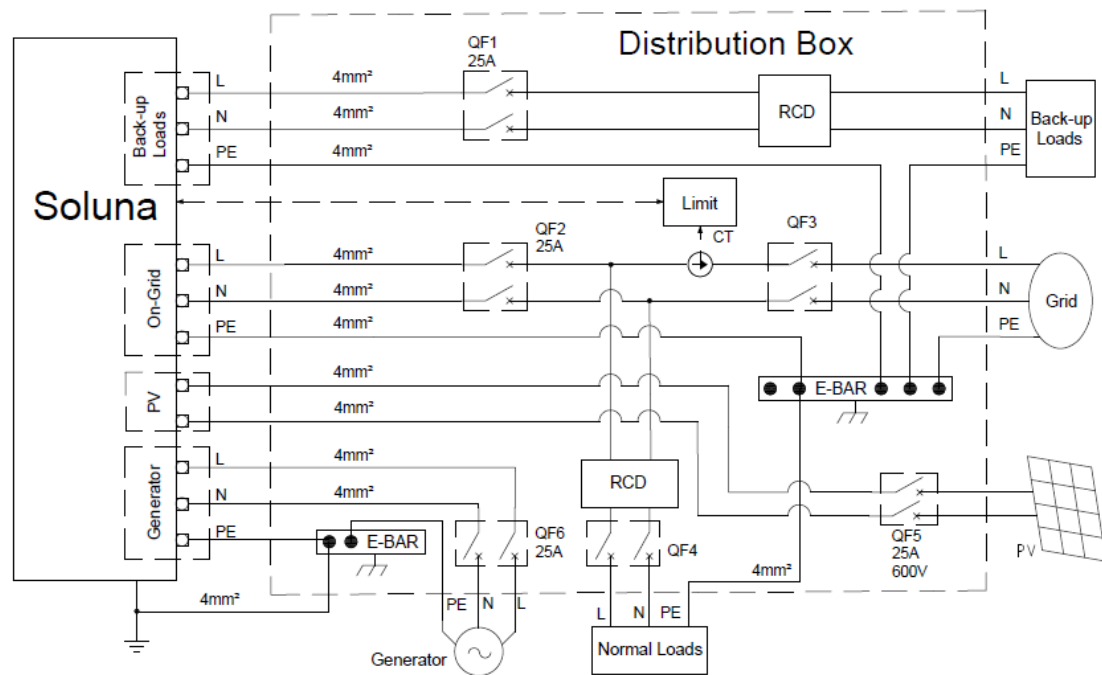 Distribution Box
Soluna
Back-up
Loads
L
4mm²
QF1
25A
RCD
L
N
4mm²
N
Back-up
Loads
PE
4mm²
PE
Limit
CT
On-Grid
L
4mm²
QF2
25A
QF3
L
N
4mm²
N
Grid
PE
4mm²
PE
PV
4mm²
4mm²
E-BAR
Generator
L
4mm²
N
4mm²
PE
E-BAR
QF6
25A
RCD
QF4
QF5
25A
600V
PV
4mm²
4mm²
PE
N
L
L
N
PE
Generator
Normal Loads